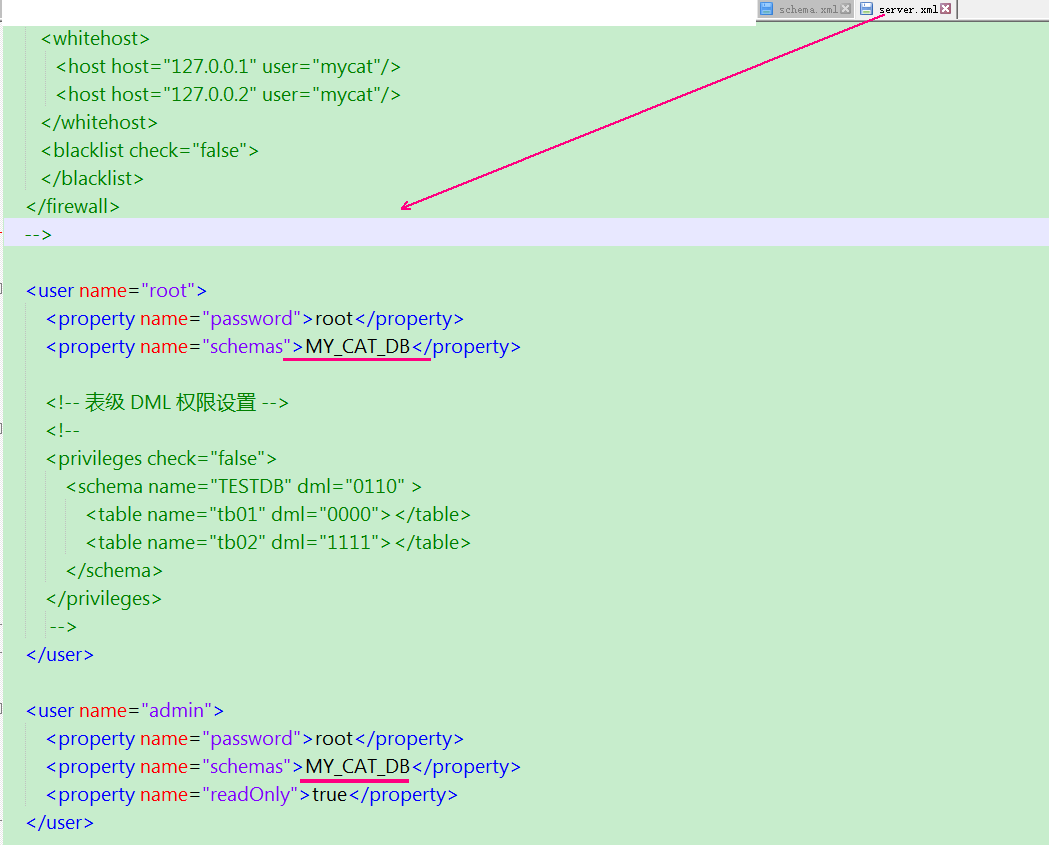 schema.xml server.xml
<whitehost>
<host host="127.0.0.1" user="mycat"/>
<host host="127.0.0.2" user="mycat"/>
</whitehost>
<blacklist check="false">
</blacklist>
</firewall>
-->
<user name="root">
<property name="password">root</property>
<property name="schemas">MY_CAT_DB</property>
<!-- 表级 DML 权限设置 -->
<!--
<privileges check="false">
<schema name="TESTDB" dml="0110" >
<table name="tb01" dml="0000"></table>
<table name="tb02" dml="1111"></table>
</schema>
</privileges>
-->
</user>
<user name="admin">
<property name="password">root</property>
<property name="schemas">MY_CAT_DB</property>
<property name="readOnly">true</property>
</user>